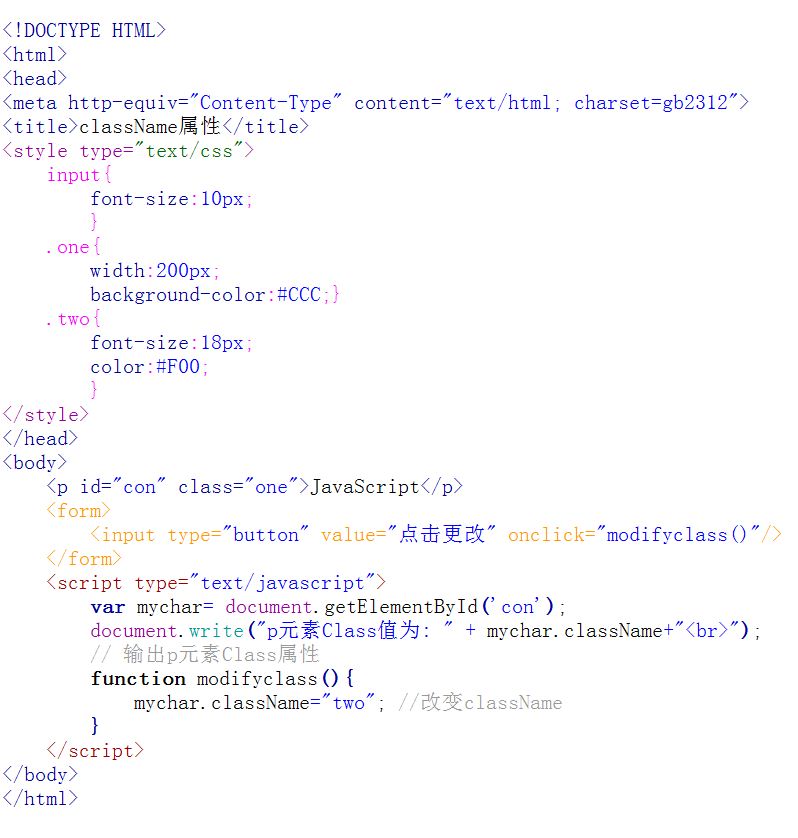 <!DOCTYPE HTML>
<html>
<head>
<meta http-equiv="Content-Type" content="text/html; charset=gb2312">
<title>className属性</title>
<style type="text/css">
    input{
        font-size:10px;
        }
    .one{
        width:200px;
        background-color:#CCC;}
    .two{
        font-size:18px;
        color:#F00;
        }
</style>
</head>
<body>
    <p id="con" class="one">JavaScript</p>
    <form>
        <input type="button" value="点击更改" onclick="modifyclass()"/>
    </form>
    <script type="text/javascript">
        var mychar= document.getElementById('con');
        document.write("p元素Class值为: " + mychar.className+"<br>");
        // 输出p元素Class属性
        function modifyclass(){
            mychar.className="two"; //改变className
        }
    </script>
</body>
</html>